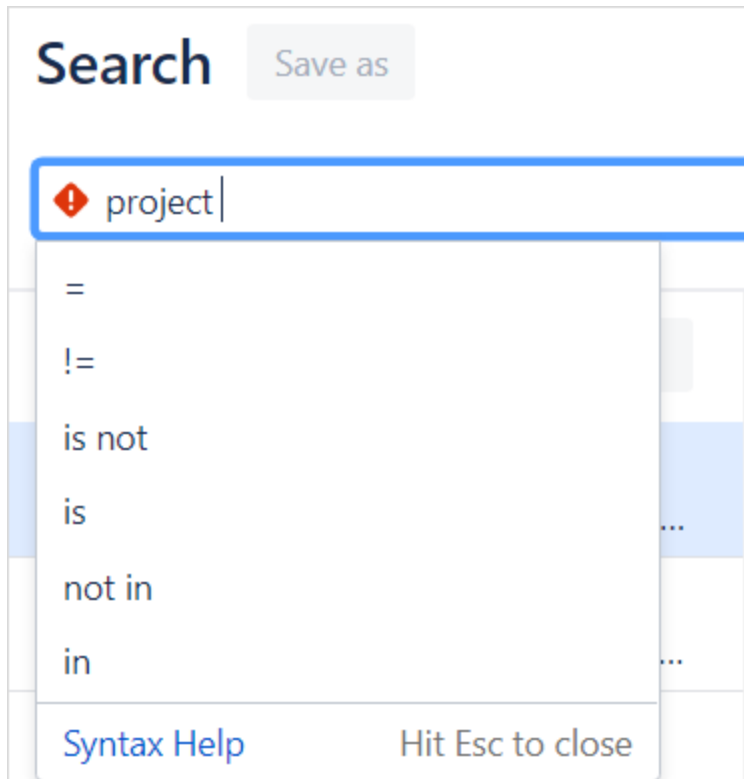 Search Save as
project
=
!=
is not
is
...
not in
in
...
Syntax Help Hit Esc to close